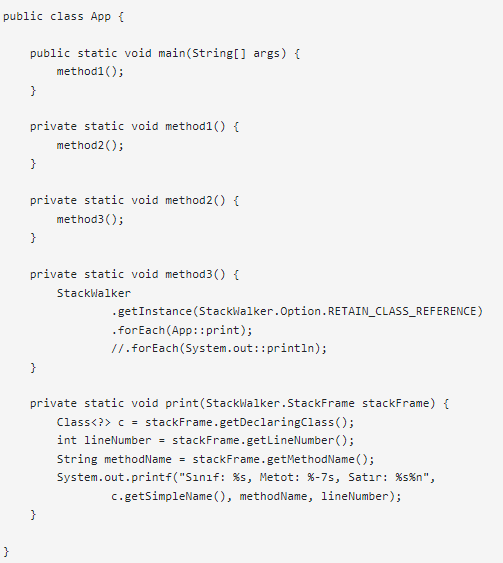 public class App {
    public static void main(String[] args) {
        method1();
    }
    private static void method1() {
        method2();
    }
    private static void method2() {
        method3();
    }
    private static void method3() {
        StackWalker
                .getInstance(StackWalker.Option.RETAIN_CLASS_REFERENCE)
                .forEach(App::print);
                //.forEach(System.out::println);
    }
    private static void print(StackWalker.StackFrame stackFrame) {
        Class<?> c = stackFrame.getDeclaringClass();
        int lineNumber = stackFrame.getLineNumber();
        String methodName = stackFrame.getMethodName();
        System.out.printf("Sınıf: %s, Metot: %-7s, Satır: %s%n",
                c.getSimpleName(), methodName, lineNumber);
    }
}